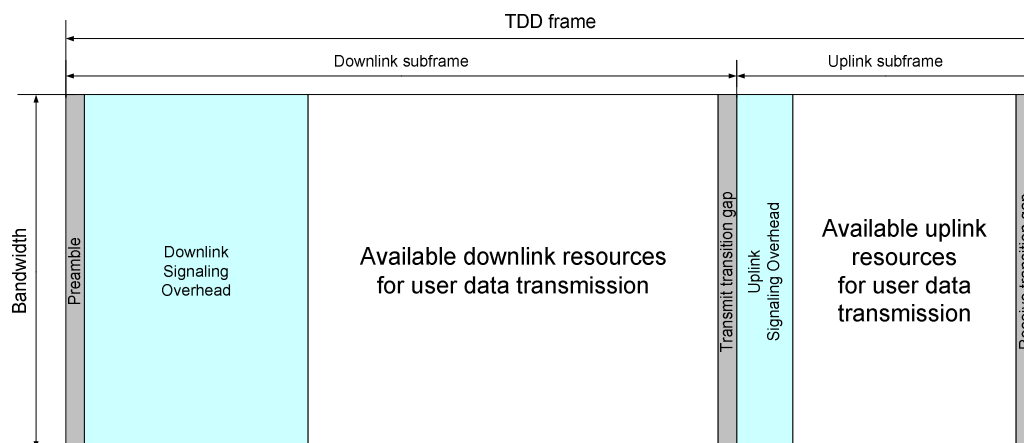 TDD frame
Downlink subframe
Uplink subframe
Bandwidth
Preamble
Downlink
Signaling
Overhead
Available downlink resources
for user data transmission
Transmit transition gap
Uplink
Signaling Overhead
Available uplink
resources
for user data
transmission